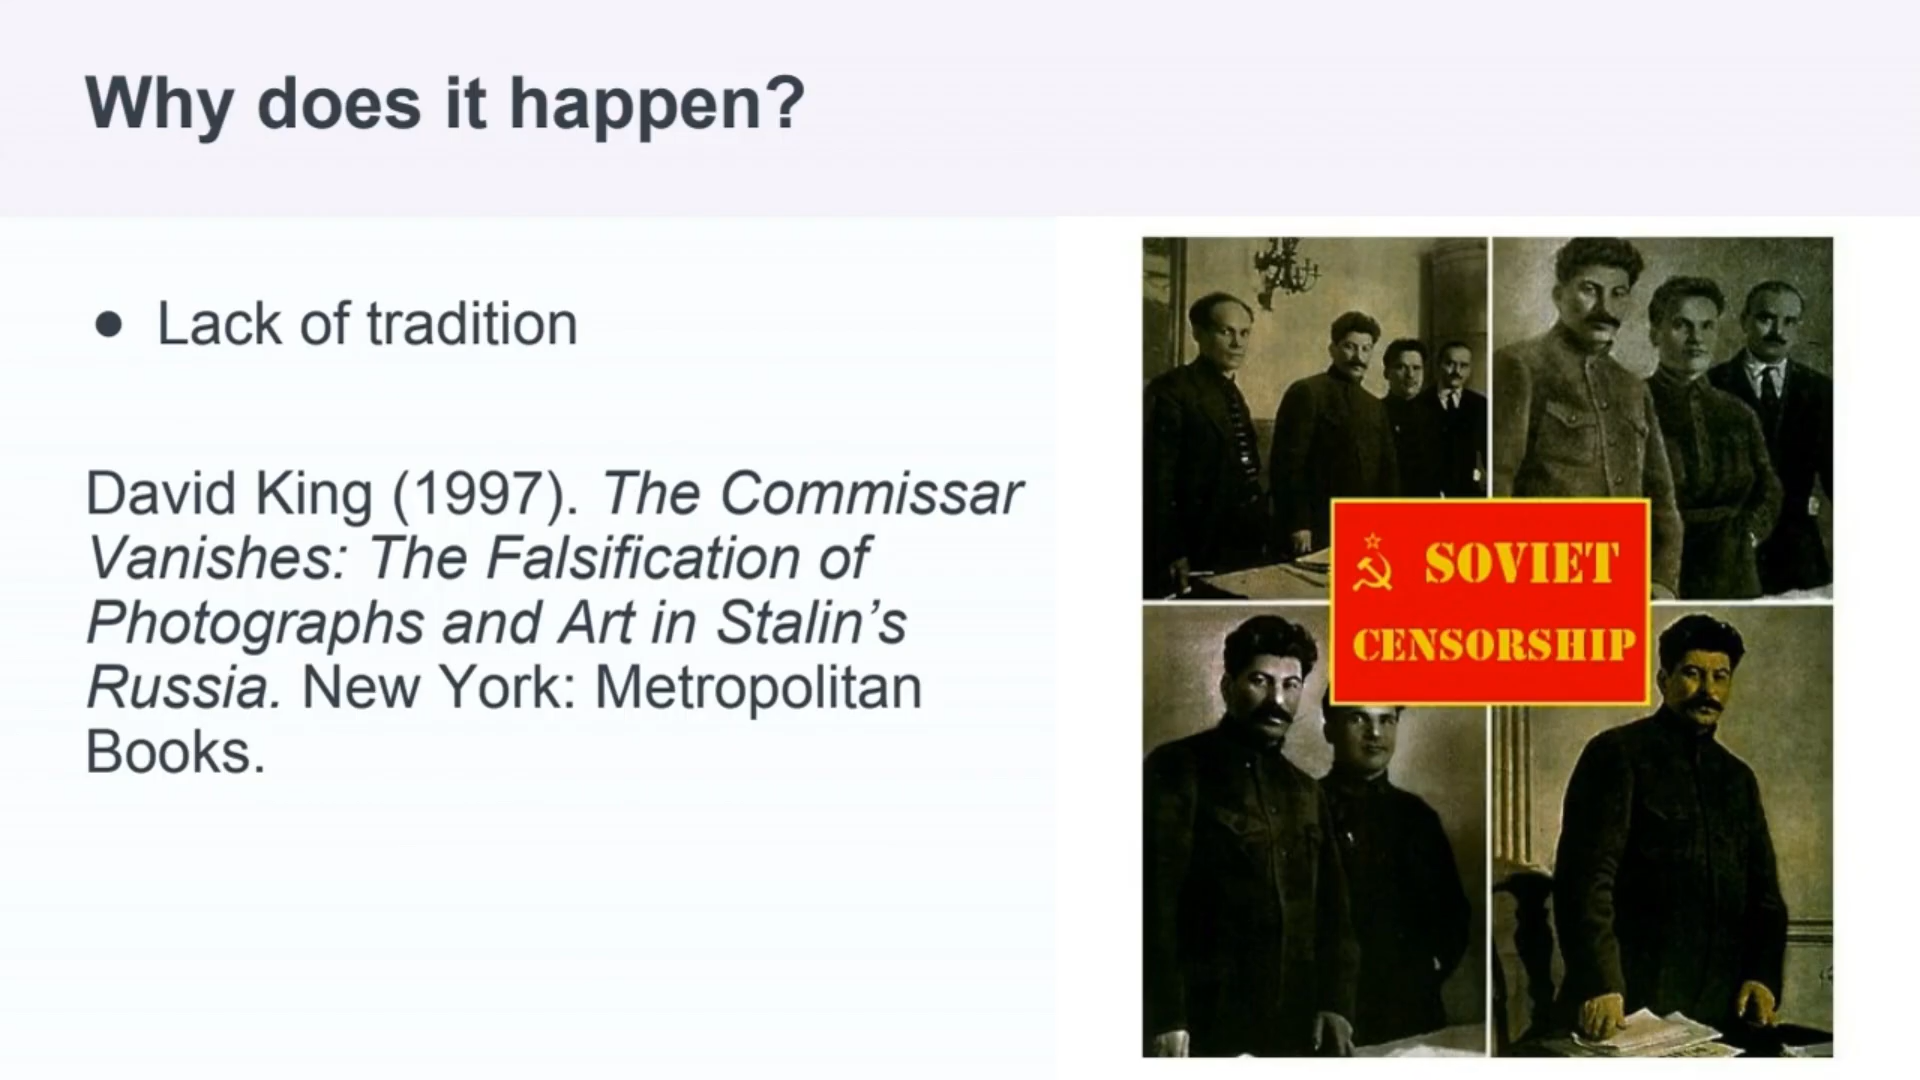 Why does it happen?
● Lack of tradition
David King (1997). The Commissar
Vanishes: The Falsification of
Photographs and Art in Stalin’s
Russia. New York: Metropolitan
Books.
SOVIET
CENSORSHIP